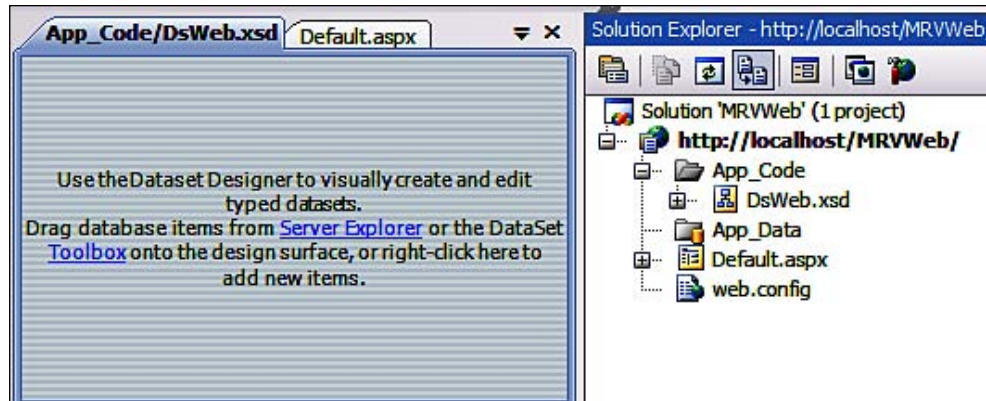 App_Code/DsWeb.xsd Default.aspx
Use the Dataset Designer to visually create and edit
typed datasets.
Drag database items from Server Explorer or the DataSet
Toolbox onto the design surface, or right-click here to
add new items.
Solution Explorer - http://localhost/MRVWeb
Solution 'MRVWeb' (1 project)
http://localhost/MRVWeb/
App_Code
DsWeb.xsd
App_Data
Default.aspx
web.config